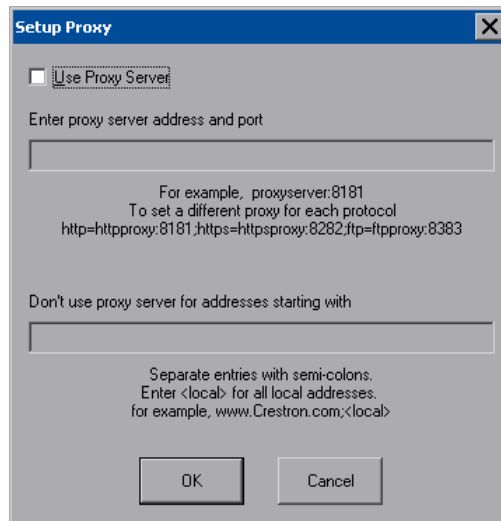 Setup Proxy
Use Proxy Server
Enter proxy server address and port
For example, proxyserver:8181
To set a different proxy for each protocol
http=httpproxy:8181;https=httpsproxy:8282;ftp=ftpproxy:8383
Don't use proxy server for addresses starting with
Separate entries with semi-colons.
Enter <local> for all local addresses.
for example, www.Crestron.com;<local>
OK
Cancel